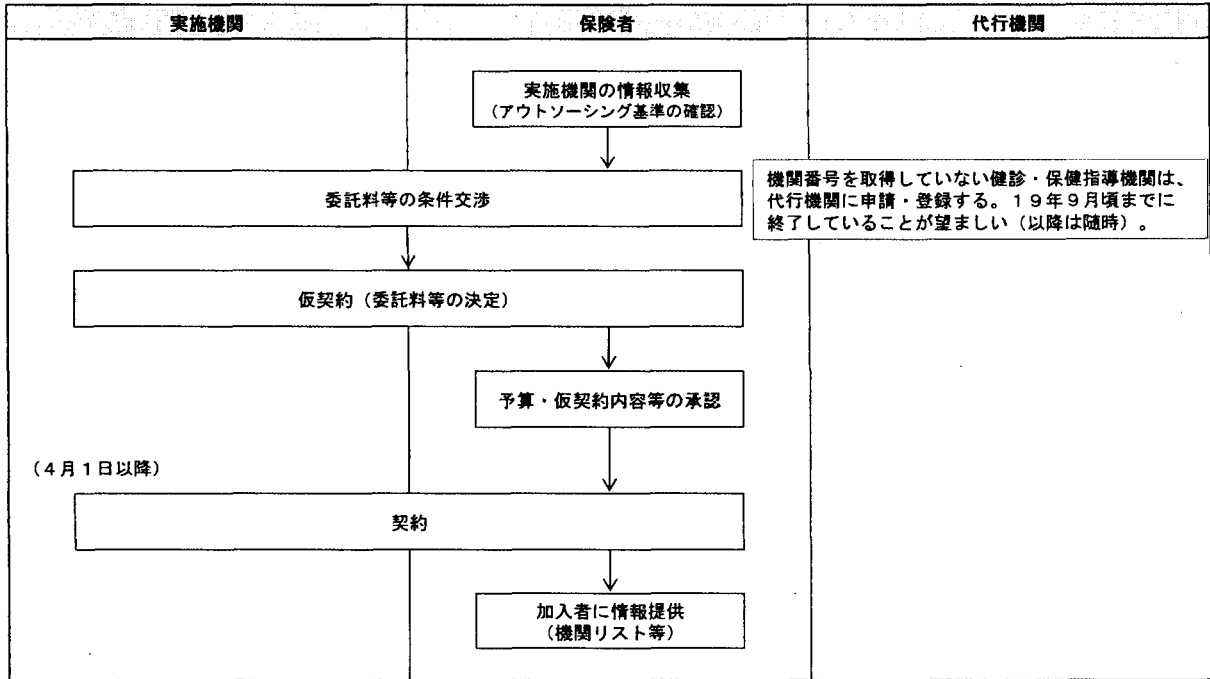 実施機関
保険者
代行機関
実施機関の情報収集
(アウトソーシング基準の確認)
委託料等の条件交渉
機関番号を取得していない健診・保健指導機関は、
代行機関に申請・登録する。19年9月頃までに
終了していることが望ましい(以降は随時)。
仮契約(委託料等の決定)
予算・仮契約内容等の承認
(4月1日以降)
契約
加入者に情報提供
(機関リスト等)